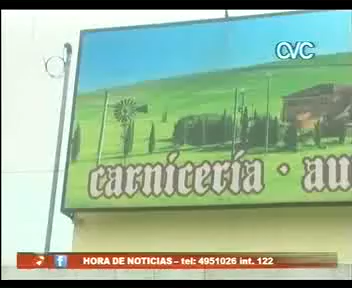 CVC
carnicería · au
HORA DE NOTICIAS – tel: 4951026 int. 122